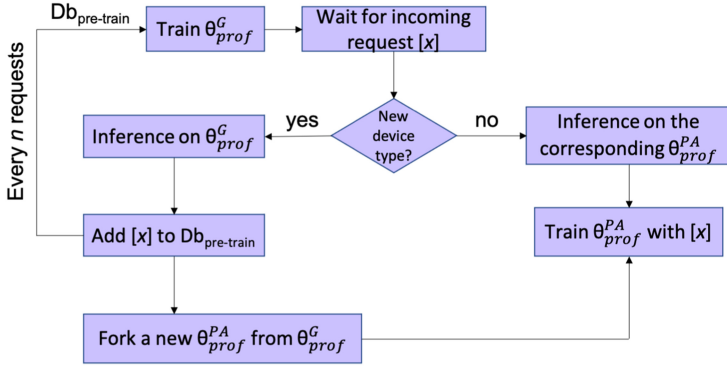 Db_pre-train
Train θ^G_prof
Wait for incoming
request [x]
Every n requests
Inference on θ^G_prof
yes
New
device
type?
no
Inference on the
corresponding θ^PA_prof
Add [x] to Db_pre-train
Train θ^PA_prof with [x]
Fork a new θ^PA_prof from θ^G_prof